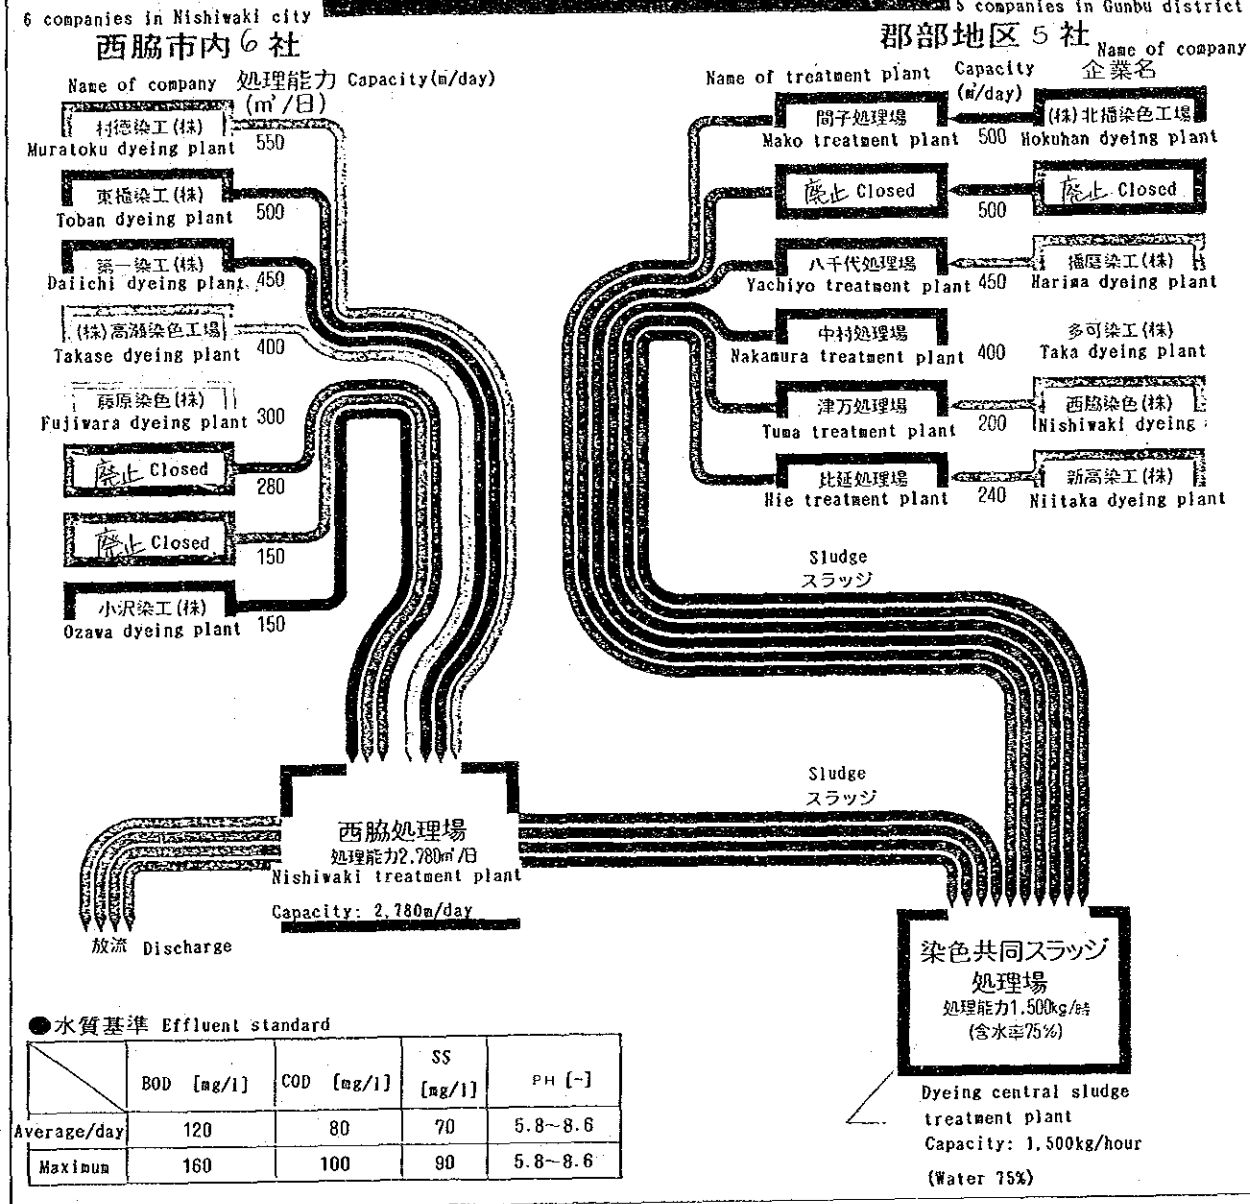 6 companies in Nishiwaki city
西脇市内6社
Name of company 処理能力 Capacity(㎥/day)
(㎥/日)
村徳染工(株)
Muratoku dyeing plant 550
東播染工(株)
Toban dyeing plant 500
第一染工(株)
Daiichi dyeing plant 450
(株)高瀬染色工場
Takase dyeing plant 400
藤原染色(株)
Fujiwara dyeing plant 300
廃止 Closed
280
廃止 Closed
150
小沢染工(株)
Ozawa dyeing plant 150
5 companies in Gunbu district
郡部地区5社
Name of company
Name of treatment plant Capacity 企業名
(㎥/day)
間子処理場 (株)北播染色工場
Mako treatment plant 500 Hokuhan dyeing plant
廃止 Closed 廃止 Closed
500
八千代処理場 播磨染工(株)
Yachiyo treatment plant 450 Harima dyeing plant
中村処理場 多可染工(株)
Nakamura treatment plant 400 Taka dyeing plant
津万処理場 西脇染色(株)
Tuma treatment plant 200 Nishiwaki dyeing
比延処理場 新高染工(株)
Hie treatment plant 240 Niitaka dyeing plant
Sludge
スラッジ
Sludge
スラッジ
西脇処理場
処理能力2.780㎥/日
Nishiwaki treatment plant
Capacity: 2,780m/day
放流 Discharge
染色共同スラッジ
処理場
処理能力1.500kg/時
(含水率75%)
Dyeing central sludge
treatment plant
Capacity: 1,500kg/hour
(Water 75%)
●水質基準 Effluent standard
BOD [mg/l] COD [mg/l] SS [mg/l] PH [-]
Average/day 120 80 70 5.8~8.6
Maximum 160 100 90 5.8~8.6